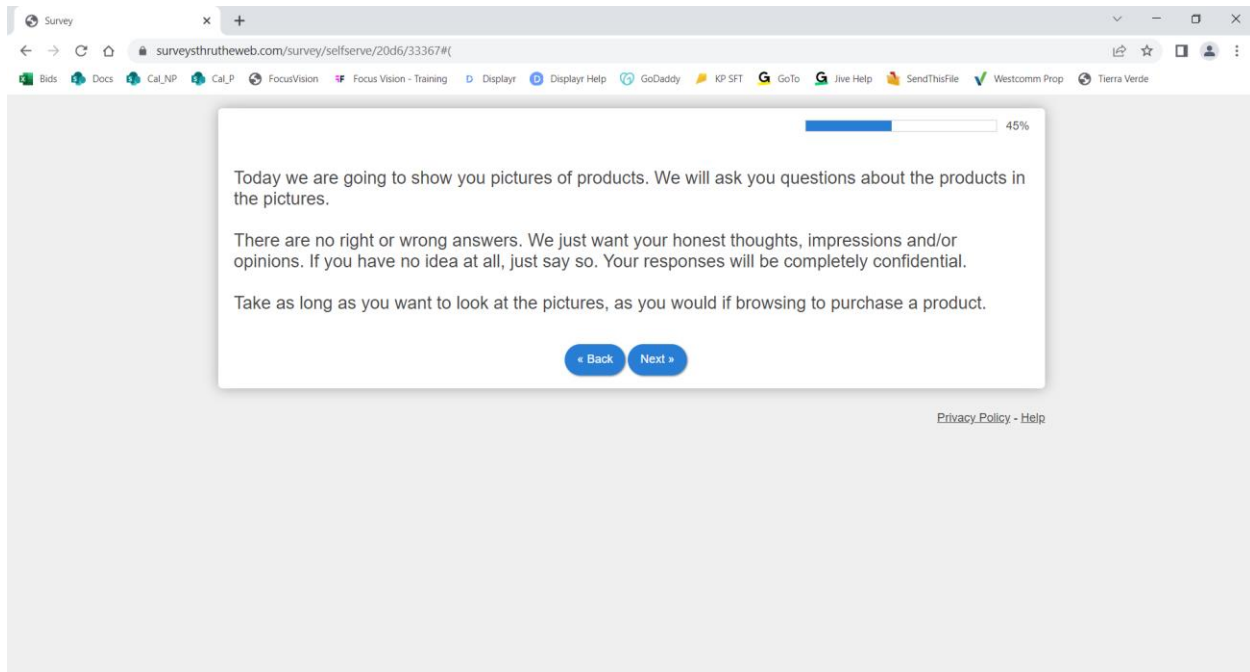 Survey
surveysthrutheweb.com/survey/selfserve/20d6/33367#(
Bids Docs Cal_NP Cal_P FocusVision Focus Vision - Training Displayr Displayr Help GoDaddy KP SFT GoTo Jive Help SendThisFile Westcomm Prop Tierra Verde
45%
Today we are going to show you pictures of products. We will ask you questions about the products in
the pictures.
There are no right or wrong answers. We just want your honest thoughts, impressions and/or
opinions. If you have no idea at all, just say so. Your responses will be completely confidential.
Take as long as you want to look at the pictures, as you would if browsing to purchase a product.
« Back Next »
Privacy Policy - Help